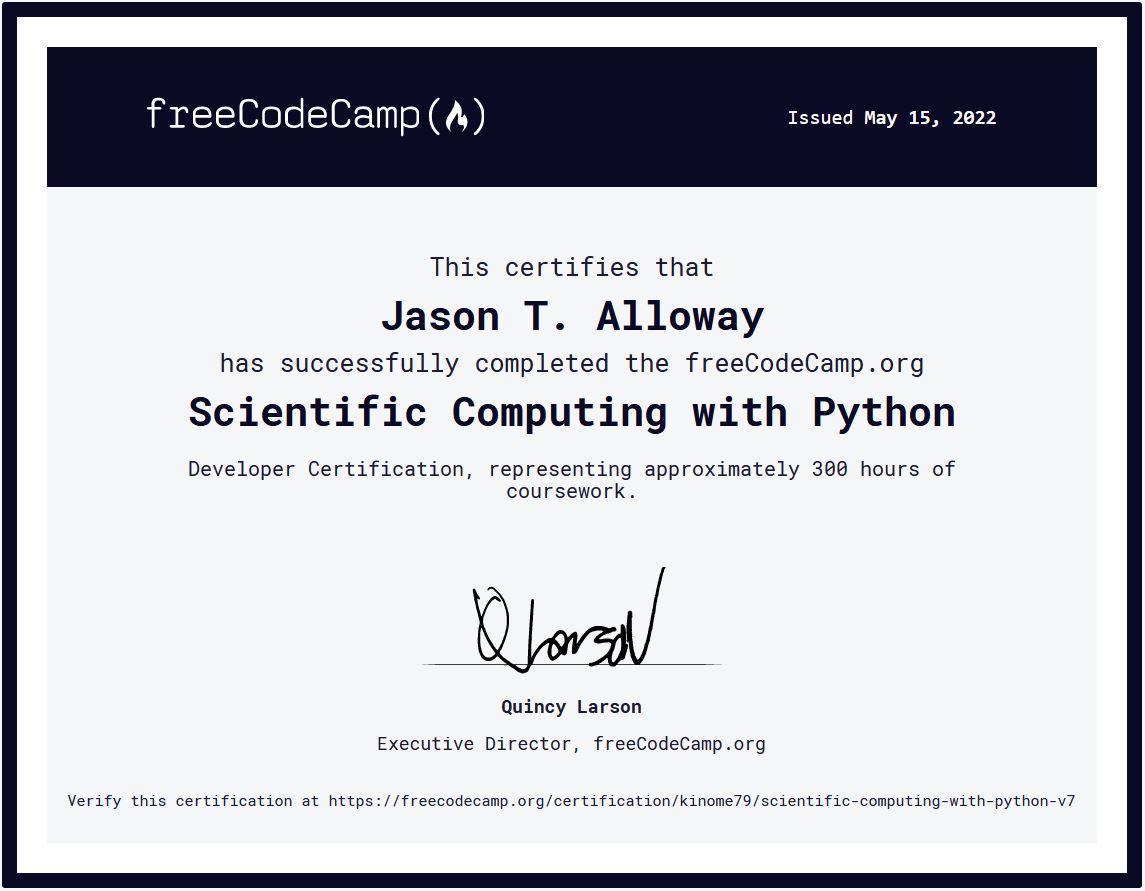 freeCodeCamp(🔥)
Issued May 15, 2022
This certifies that
Jason T. Alloway
has successfully completed the freeCodeCamp.org
Scientific Computing with Python
Developer Certification, representing approximately 300 hours of
coursework.
Q Larson
Quincy Larson
Executive Director, freeCodeCamp.org
Verify this certification at https://freecodecamp.org/certification/kinome79/scientific-computing-with-python-v7